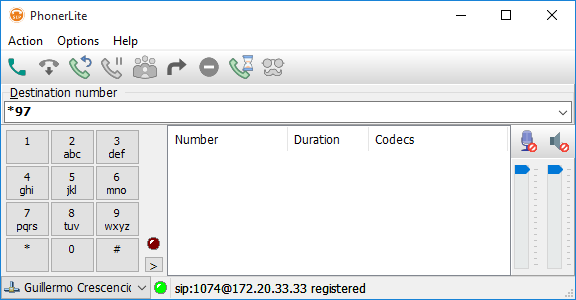 PhonerLite
Action Options Help
Destination number
*97
1 2 3
abc def
4 5 6
ghi jkl mno
7 8 9
pqrs tuv wxyz
* 0 #
>
Number Duration Codecs
Guillermo Crescencio sip:1074@172.20.33.33 registered